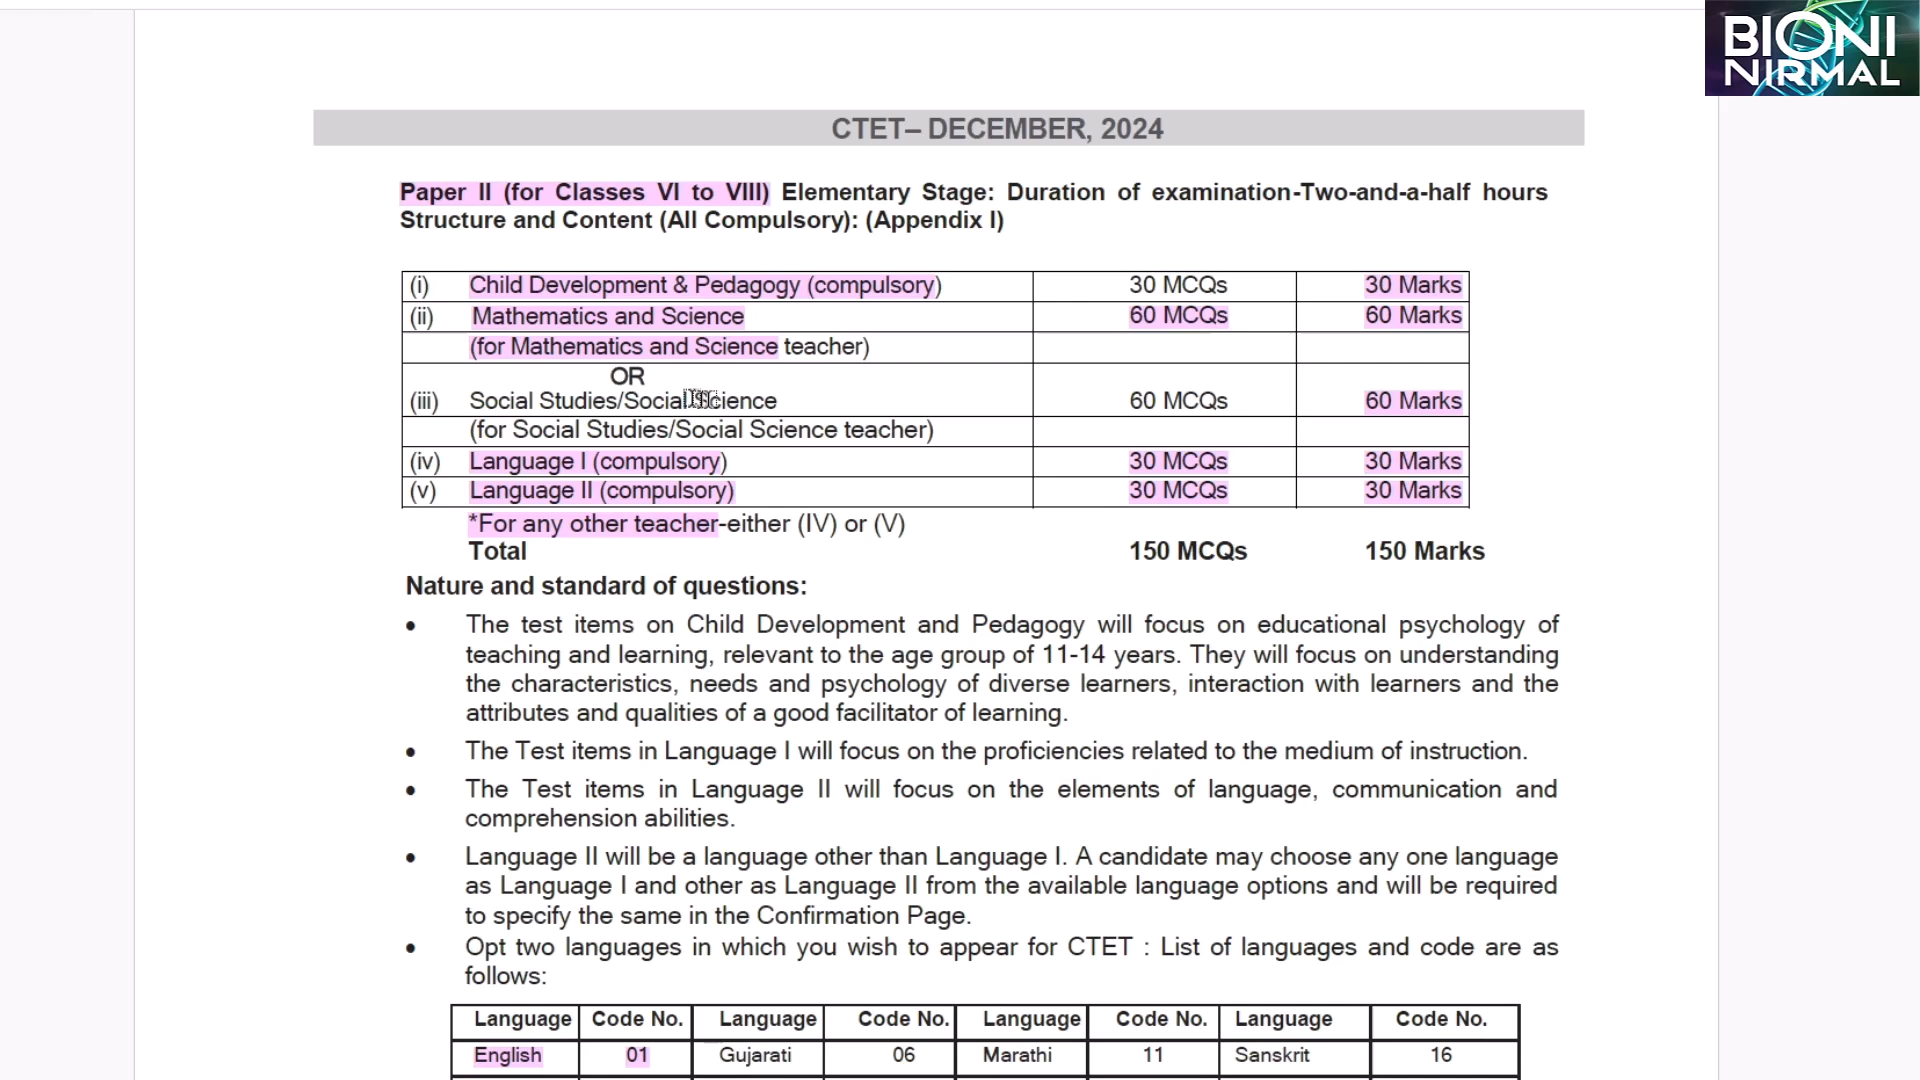 BIONI
NIRMAL
CTET– DECEMBER, 2024
Paper II (for Classes VI to VIII) Elementary Stage: Duration of examination-Two-and-a-half hours
Structure and Content (All Compulsory): (Appendix I)
(i) Child Development & Pedagogy (compulsory) 30 MCQs 30 Marks
(ii) Mathematics and Science 60 MCQs 60 Marks
(for Mathematics and Science teacher)
OR
(iii) Social Studies/Social Science 60 MCQs 60 Marks
(for Social Studies/Social Science teacher)
(iv) Language I (compulsory) 30 MCQs 30 Marks
(v) Language II (compulsory) 30 MCQs 30 Marks
*For any other teacher-either (IV) or (V)
Total 150 MCQs 150 Marks
Nature and standard of questions:
• The test items on Child Development and Pedagogy will focus on educational psychology of
teaching and learning, relevant to the age group of 11-14 years. They will focus on understanding
the characteristics, needs and psychology of diverse learners, interaction with learners and the
attributes and qualities of a good facilitator of learning.
• The Test items in Language I will focus on the proficiencies related to the medium of instruction.
• The Test items in Language II will focus on the elements of language, communication and
comprehension abilities.
• Language II will be a language other than Language I. A candidate may choose any one language
as Language I and other as Language II from the available language options and will be required
to specify the same in the Confirmation Page.
• Opt two languages in which you wish to appear for CTET : List of languages and code are as
follows:
Language Code No. Language Code No. Language Code No. Language Code No.
English 01 Gujarati 06 Marathi 11 Sanskrit 16